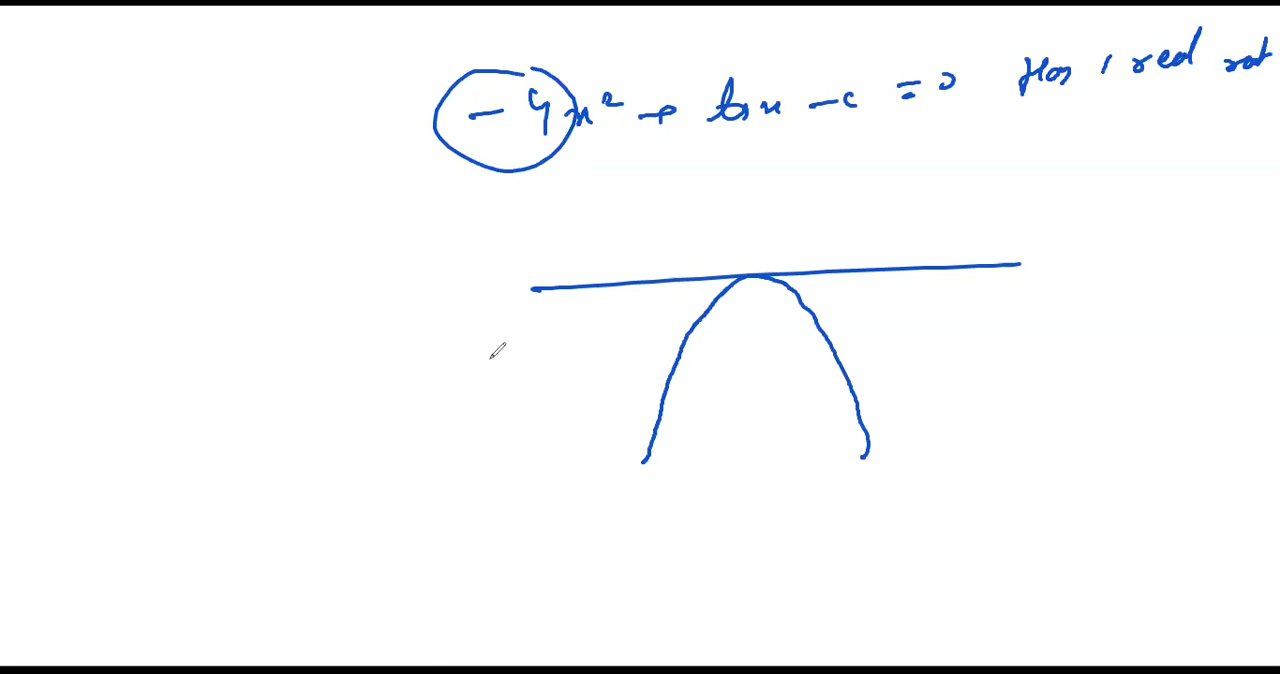 - 4x² + bx - c = 0 Has 1 real root